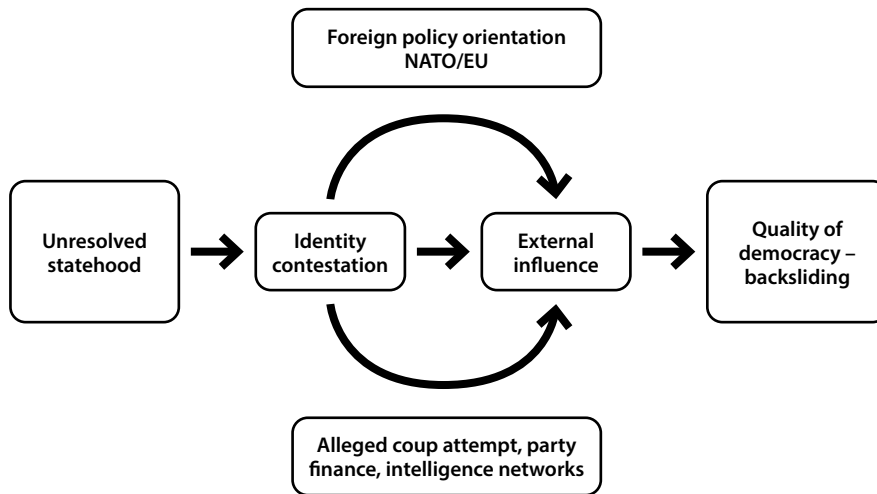 Foreign policy orientation
NATO/EU
Unresolved
statehood
Identity
contestation
External
influence
Quality of
democracy –
backsliding
Alleged coup attempt, party
finance, intelligence networks